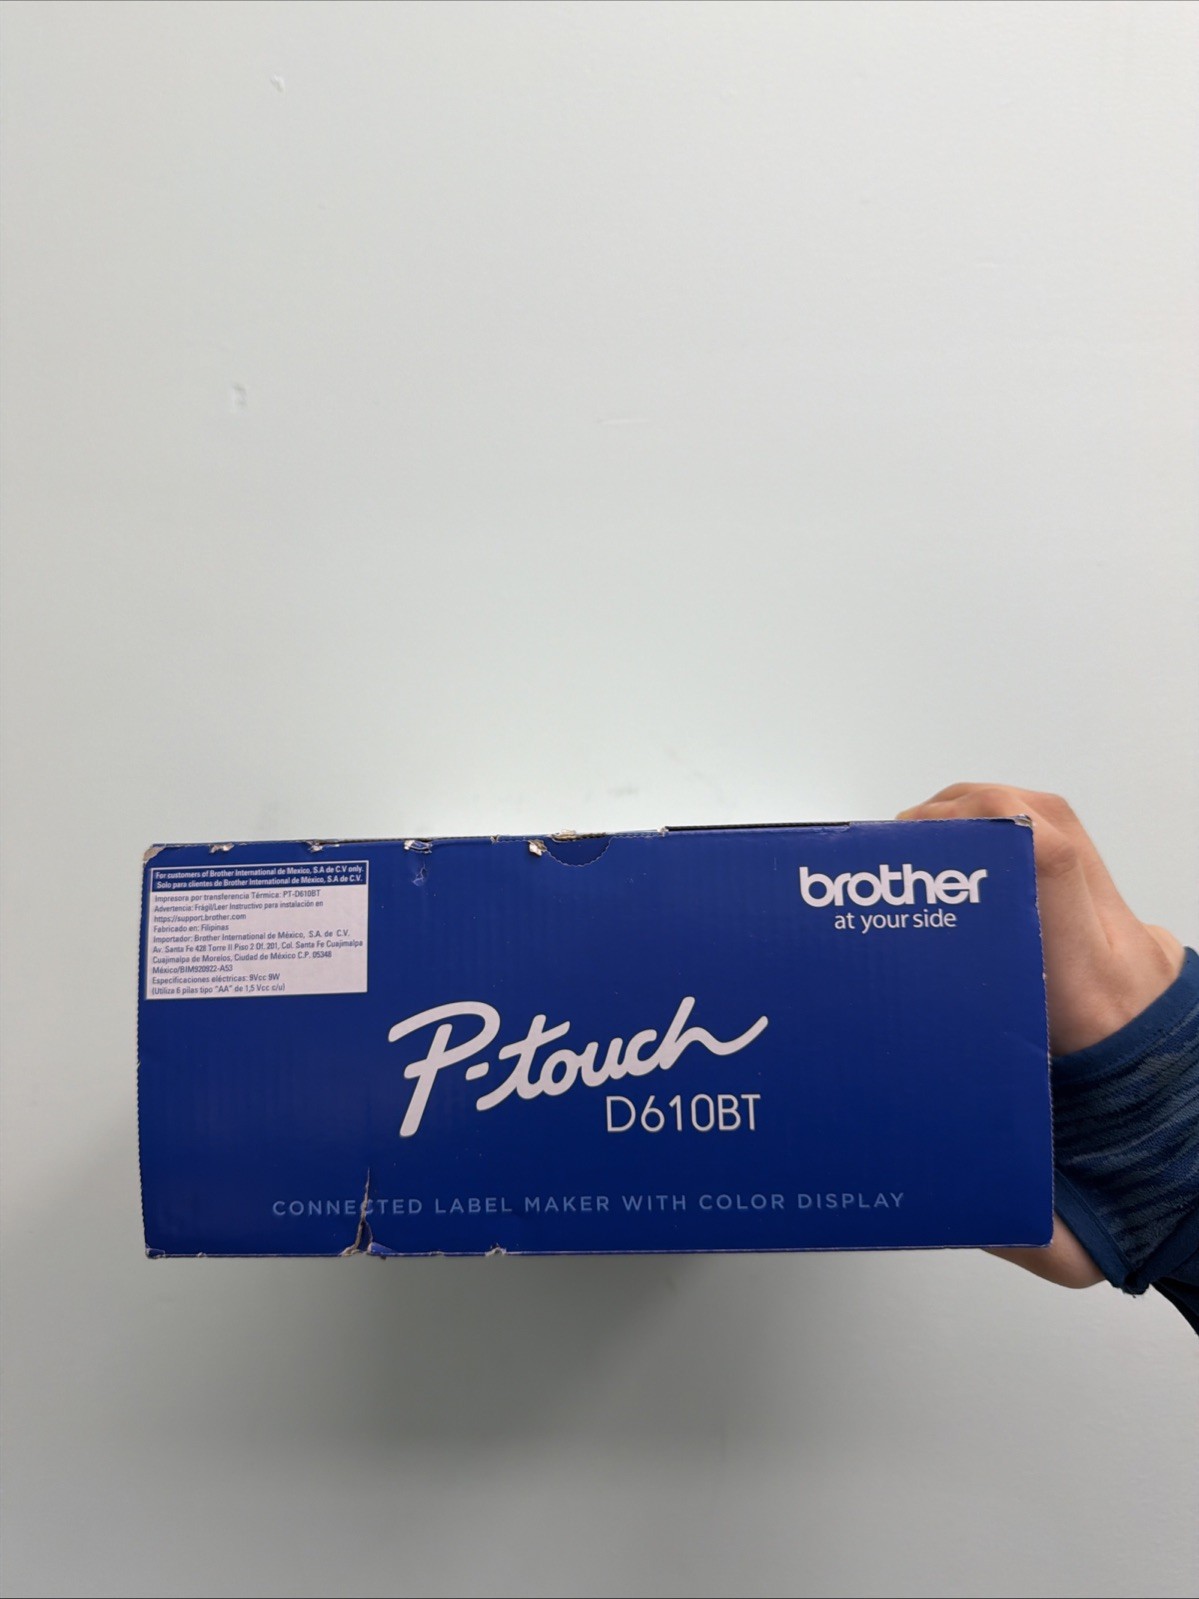 For customers of Brother International de Mexico, S.A de C.V only.
Solo para clientes de Brother International de México, S.A de C.V.
Impresora por transferencia Térmica: PT-D610BT
Advertencia: Frágil/Leer Instructivo para instalación en
https://support.brother.com
Fabricado en: Filipinas
Importador: Brother International de México, S.A. de C.V.
Av. Santa Fe 428 Torre II Piso 2 Of. 201, Col. Santa Fe Cuajimalpa
Cuajimalpa de Morelos, Ciudad de México C.P. 05348
México/BIM920922-A53
Especificaciones eléctricas: 9Vcc 9W
(Utiliza 6 pilas tipo "AA" de 1,5 Vcc c/u)
brother
at your side
P-touch
D610BT
CONNECTED LABEL MAKER WITH COLOR DISPLAY